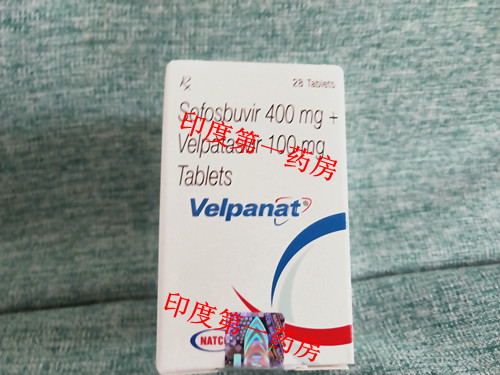 Rx
28 Tablets
Sofosbuvir 400 mg +
Velpatasvir 100 mg
Tablets
Velpanat®
印度第一药房
印度第一药房
NATCO